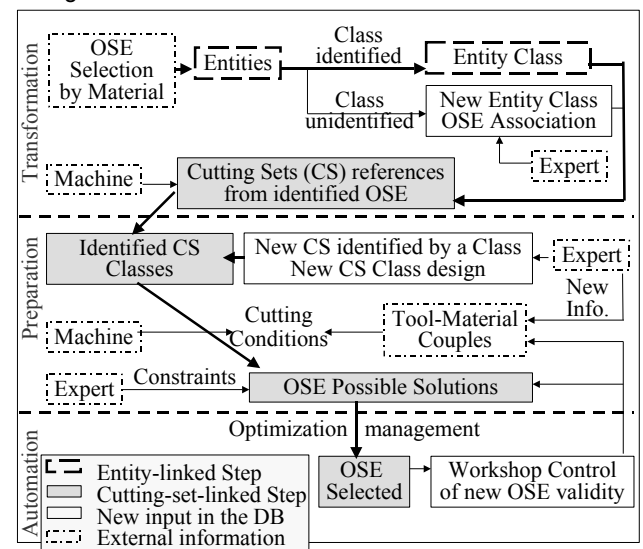 Transformation
OSE
Selection
by Material
Entities
Class
identified
Entity Class
Class
unidentified
New Entity Class
OSE Association
Expert
Machine
Cutting Sets (CS) references
from identified OSE
Preparation
Identified CS
Classes
New CS identified by a Class
New CS Class design
Expert
New
Info.
Machine
Cutting
Conditions
Tool-Material
Couples
Expert
Constraints
OSE Possible Solutions
Automation
Optimization management
OSE
Selected
Workshop Control
of new OSE validity
Entity-linked Step
Cutting-set-linked Step
New input in the DB
External information